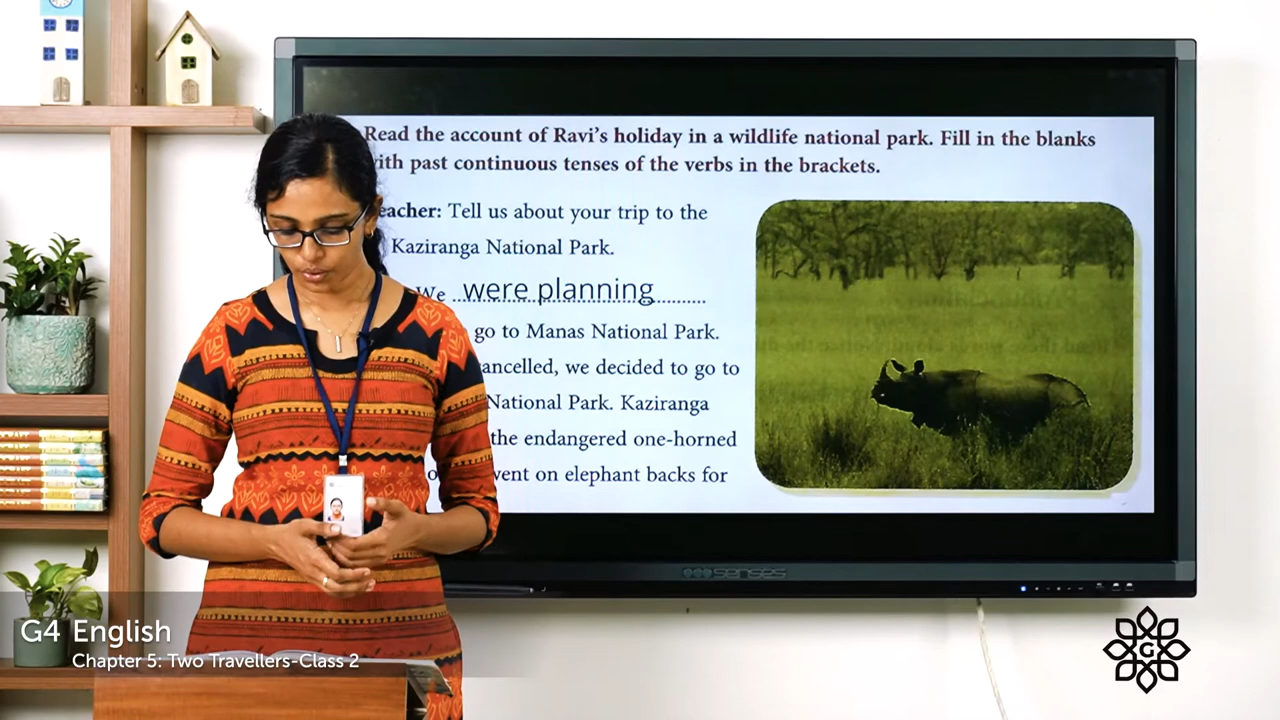 Read the account of Ravi's holiday in a wildlife national park. Fill in the blanks
with past continuous tenses of the verbs in the brackets.
Teacher: Tell us about your trip to the
Kaziranga National Park.
We were planning
go to Manas National Park.
cancelled, we decided to go to
National Park. Kaziranga
the endangered one-horned
went on elephant backs for
G4 English
Chapter 5: Two Travellers-Class 2
G